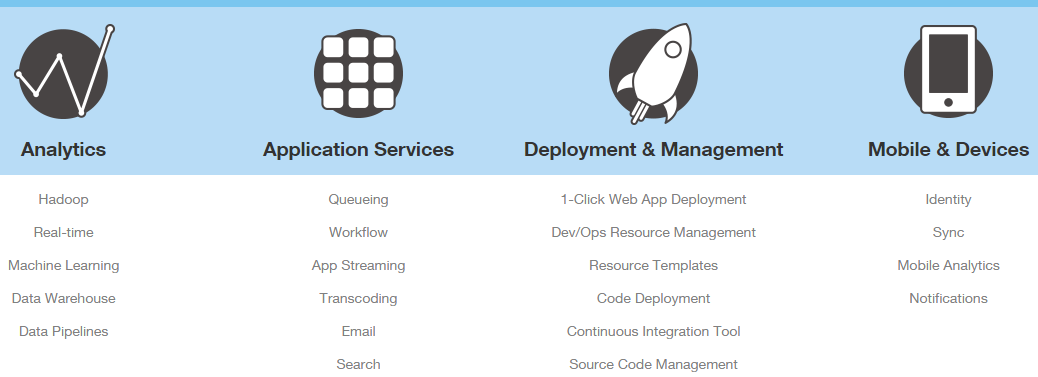 Analytics
Application Services
Deployment & Management
Mobile & Devices
Hadoop
Queueing
1-Click Web App Deployment
Identity
Real-time
Workflow
Dev/Ops Resource Management
Sync
Machine Learning
App Streaming
Resource Templates
Mobile Analytics
Data Warehouse
Transcoding
Code Deployment
Notifications
Data Pipelines
Email
Continuous Integration Tool
Search
Source Code Management